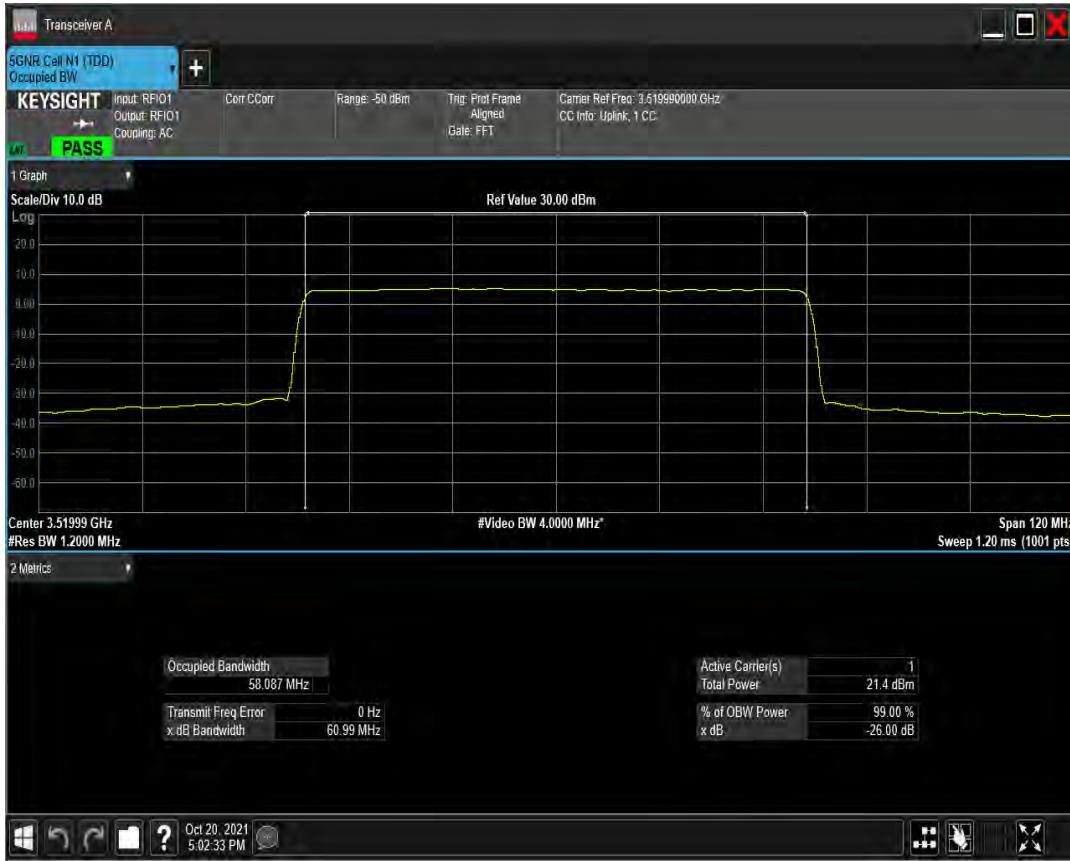 Transceiver A
5GNR Cell N1 (TDD)
Occupied BW
+
KEYSIGHT
Input: RFIO1
Output: RFIO1
Coupling: AC
Corr CCorr
Range: -50 dBm
Trig: Prot Frame
Aligned
Gate: FFT
Carrier Ref Freq: 3.519990000 GHz
CC Info: Uplink, 1 CC
PASS
1 Graph
Scale/Div 10.0 dB
Ref Value 30.00 dBm
Log
20.0
10.0
0.00
-10.0
-20.0
-30.0
-40.0
-50.0
-60.0
Center 3.51999 GHz
#Video BW 4.0000 MHz*
Span 120 MHz
#Res BW 1.2000 MHz
Sweep 1.20 ms (1001 pts
2 Metrics
Occupied Bandwidth
58.087 MHz
Transmit Freq Error 0 Hz
x dB Bandwidth 60.99 MHz
Active Carrier(s) 1
Total Power 21.4 dBm
% of OBW Power 99.00 %
x dB -26.00 dB
?
Oct 20, 2021
5:02:33 PM